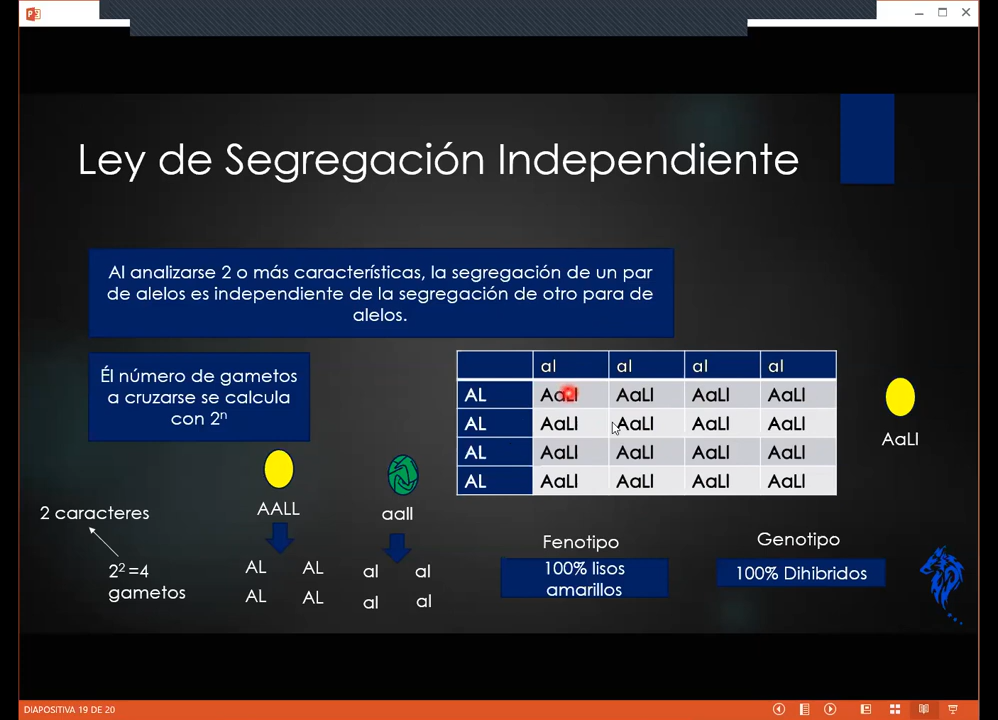 Ley de Segregación Independiente
Al analizarse 2 o más características, la segregación de un par
de alelos es independiente de la segregación de otro para de
alelos.
Él número de gametos
a cruzarse se calcula
con 2ⁿ
al al al al
AL AaLl AaLl AaLl AaLl
AL AaLl AaLl AaLl AaLl
AL AaLl AaLl AaLl AaLl
AL AaLl AaLl AaLl AaLl
AaLl
2 caracteres
2² =4
gametos
AALL
aall
AL AL
AL AL
al al
al al
Fenotipo
100% lisos
amarillos
Genotipo
100% Dihibridos
DIAPOSITIVA 19 DE 20